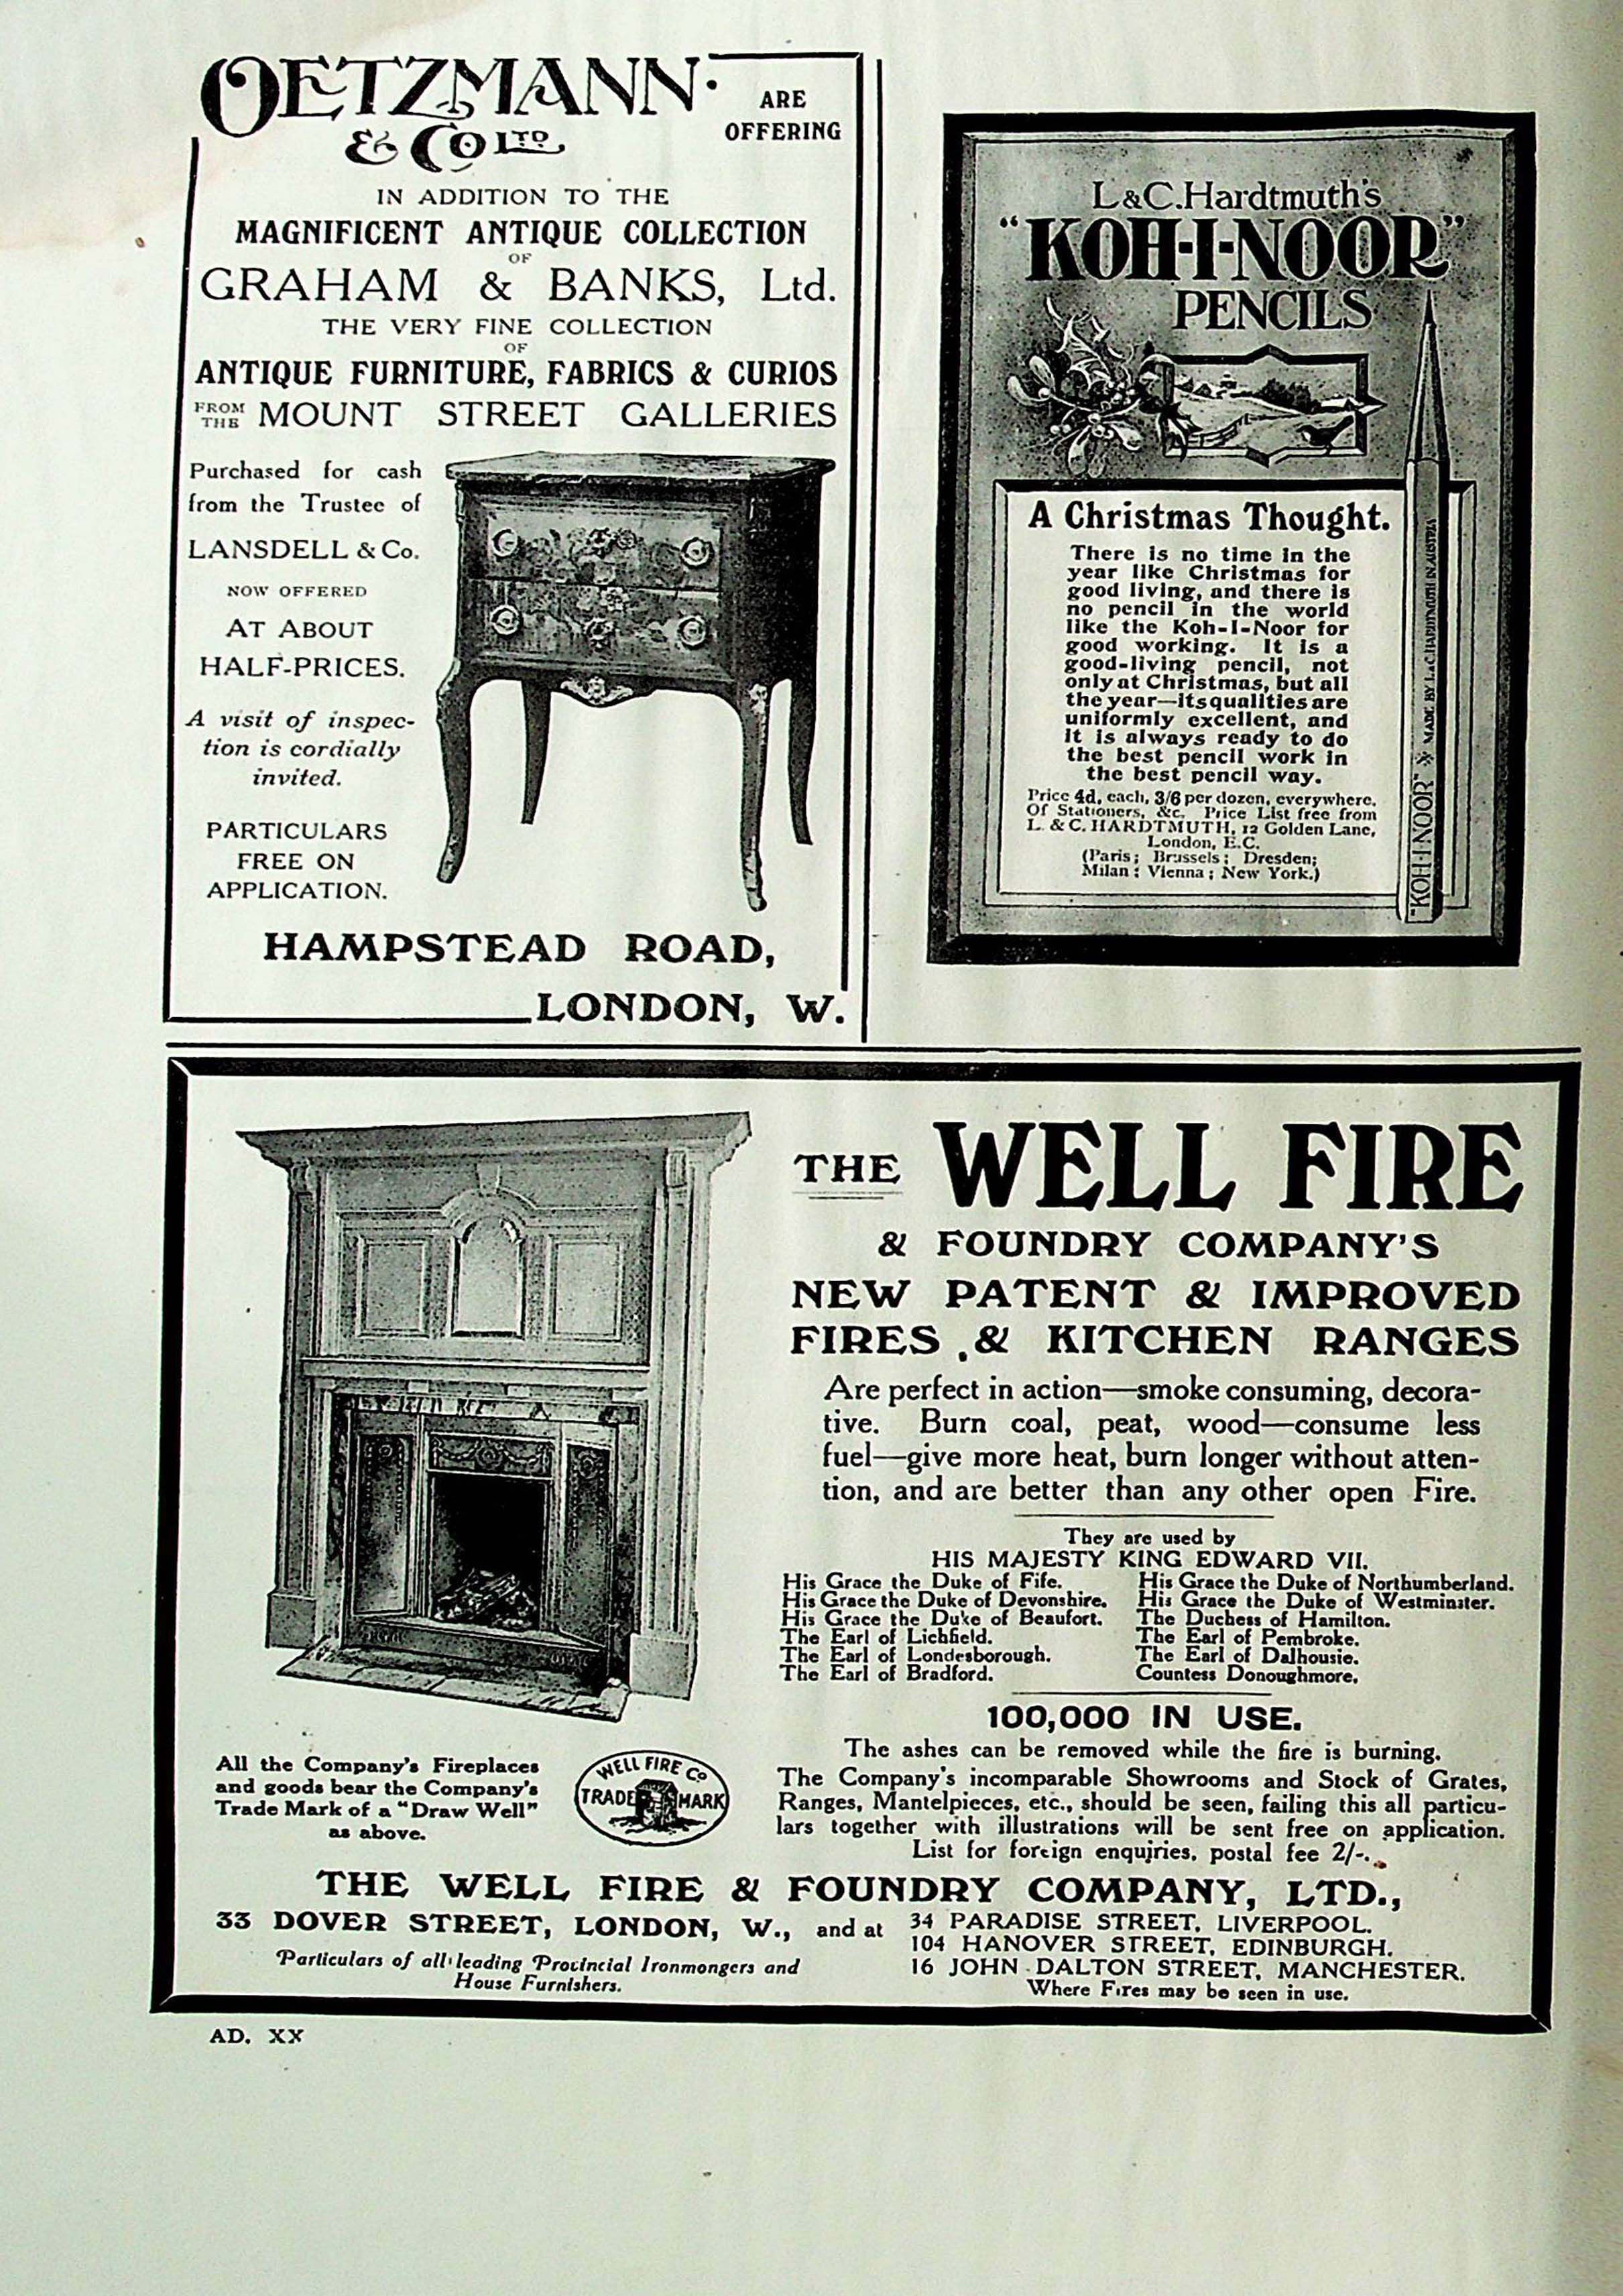 OETZMANN
& CO LTD.
ARE
OFFERING
IN ADDITION TO THE
MAGNIFICENT ANTIQUE COLLECTION
OF
GRAHAM & BANKS, Ltd.
THE VERY FINE COLLECTION
OF
ANTIQUE FURNITURE, FABRICS & CURIOS
FROM THE MOUNT STREET GALLERIES
Purchased for cash
from the Trustee of
LANSDELL & Co.
NOW OFFERED
AT ABOUT
HALF-PRICES.
A visit of inspec-
tion is cordially
invited.
PARTICULARS
FREE ON
APPLICATION.
HAMPSTEAD ROAD,
LONDON, W.
L&C. Hardtmuth's
"KOH-I-NOOR"
PENCILS
A Christmas Thought.
There is no time in the
year like Christmas for
good living, and there is
no pencil in the world
like the Koh-I-Noor for
good working. It is a
good-living pencil, not
only at Christmas, but all
the year—its qualities are
uniformly excellent, and
it is always ready to do
the best pencil work in
the best pencil way.
Price 4d. each, 3/6 per dozen, everywhere.
Of Stationers, &c. Price List free from
L. & C. HARDTMUTH, 12 Golden Lane,
London, E.C.
(Paris; Brussels; Dresden;
Milan; Vienna; New York.)
"KOH-I-NOOR" MADE BY L.&C. HARDTMUTH IN AUSTRIA
THE WELL FIRE
& FOUNDRY COMPANY'S
NEW PATENT & IMPROVED
FIRES & KITCHEN RANGES
Are perfect in action—smoke consuming, decora-
tive. Burn coal, peat, wood—consume less
fuel—give more heat, burn longer without atten-
tion, and are better than any other open Fire.
They are used by
HIS MAJESTY KING EDWARD VII.
His Grace the Duke of Fife. His Grace the Duke of Northumberland.
His Grace the Duke of Devonshire. His Grace the Duke of Westminster.
His Grace the Duke of Beaufort. The Duchess of Hamilton.
The Earl of Lichfield. The Earl of Pembroke.
The Earl of Londesborough. The Earl of Dalhousie.
The Earl of Bradford. Countess Donoughmore.
100,000 IN USE.
The ashes can be removed while the fire is burning.
The Company's incomparable Showrooms and Stock of Grates,
Ranges, Mantelpieces, etc., should be seen, failing this all particu-
lars together with illustrations will be sent free on application.
List for foreign enquiries, postal fee 2/-.
All the Company's Fireplaces
and goods bear the Company's
Trade Mark of a "Draw Well"
as above.
WELL FIRE Co
TRADE MARK
THE WELL FIRE & FOUNDRY COMPANY, LTD.,
33 DOVER STREET, LONDON, W., and at
34 PARADISE STREET, LIVERPOOL.
104 HANOVER STREET, EDINBURGH.
16 JOHN DALTON STREET, MANCHESTER.
Where Fires may be seen in use.
Particulars of all leading Provincial Ironmongers and
House Furnishers.
AD. XX